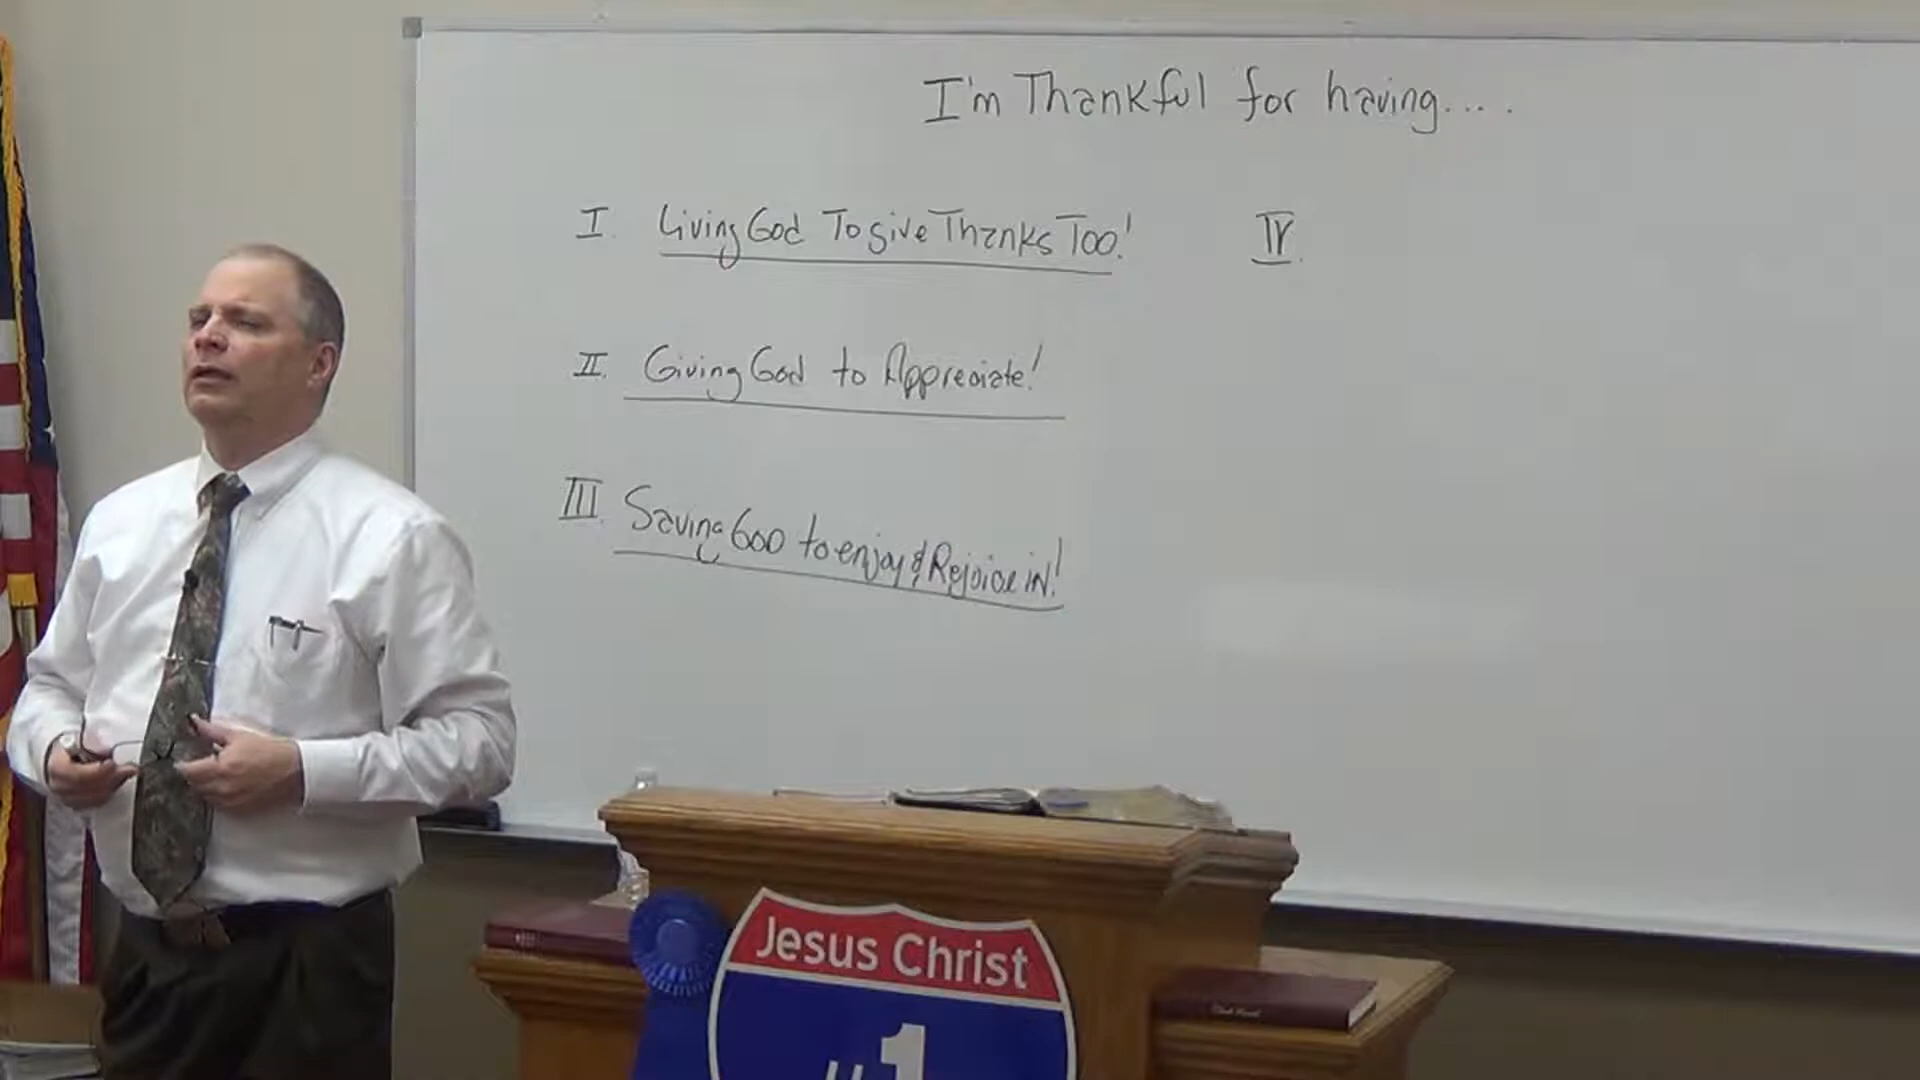 I'm Thankful for having....
I. Living God To give Thanks Too!
II. Giving God to Appreciate!
III. Saving God to enjoy & Rejoice in!
IV.
Jesus Christ
#1